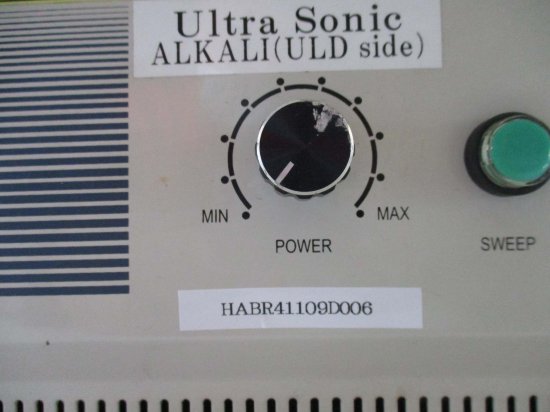 Ultra Sonic
ALKALI(ULD side)
MIN
MAX
POWER
SWEEP
HABR41109D006